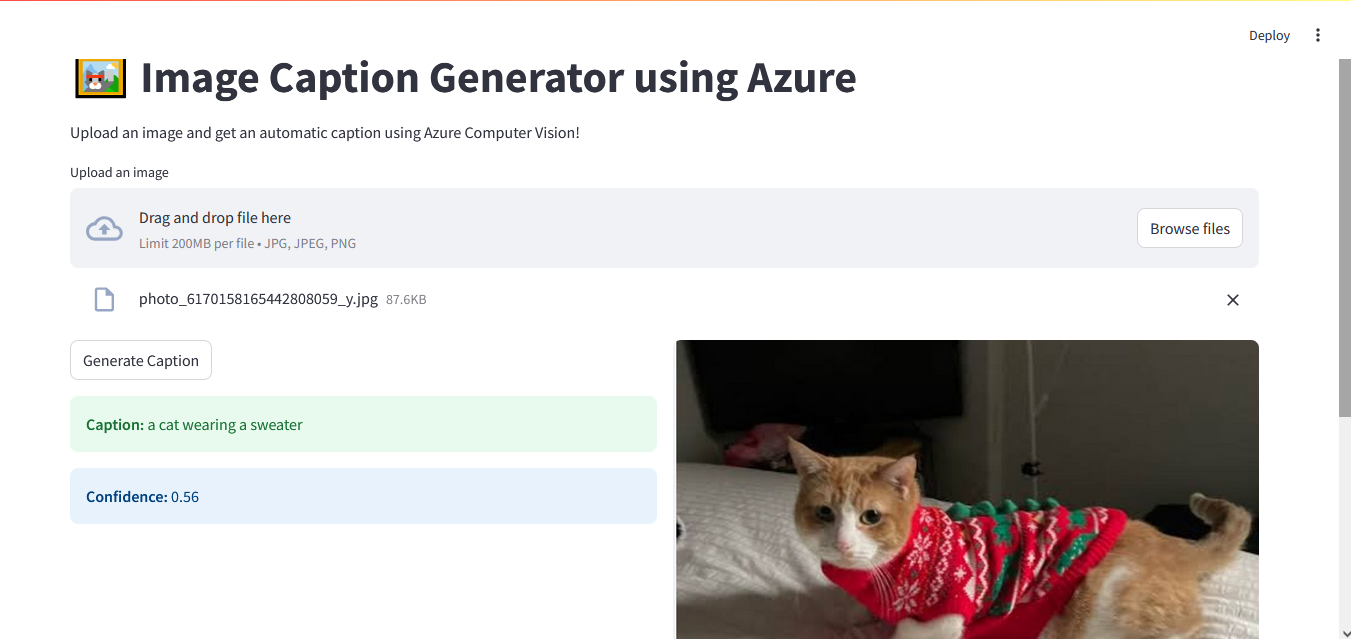 Deploy
Image Caption Generator using Azure
Upload an image and get an automatic caption using Azure Computer Vision!
Upload an image
Drag and drop file here
Limit 200MB per file • JPG, JPEG, PNG
Browse files
photo_6170158165442808059_y.jpg 87.6KB
Generate Caption
Caption: a cat wearing a sweater
Confidence: 0.56